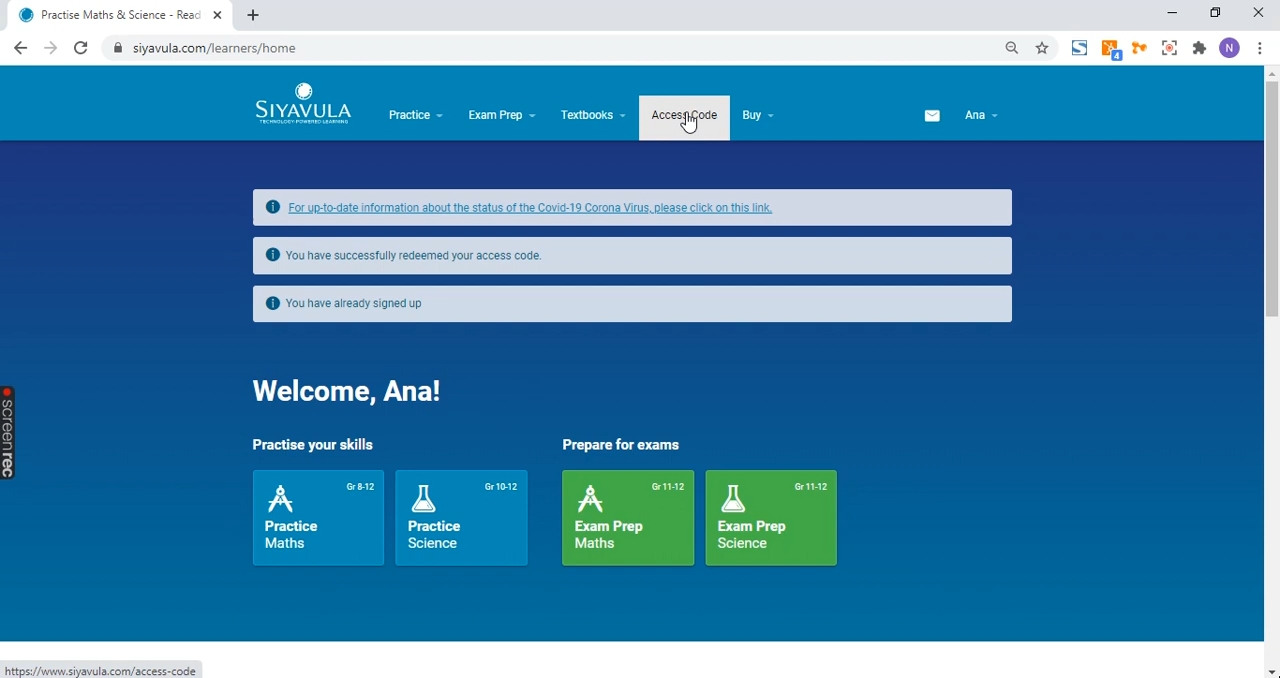 Practise Maths & Science - Read
siyavula.com/learners/home
4
N
SIYAVULA
TECHNOLOGY-POWERED LEARNING
Practice
Exam Prep
Textbooks
Access Code
Buy
Ana
For up-to-date information about the status of the Covid-19 Corona Virus, please click on this link.
You have successfully redeemed your access code.
You have already signed up
Welcome, Ana!
Practise your skills
Prepare for exams
Gr 8-12
Practice
Maths
Gr 10-12
Practice
Science
Gr 11-12
Exam Prep
Maths
Gr 11-12
Exam Prep
Science
screenrec
https://www.siyavula.com/access-code